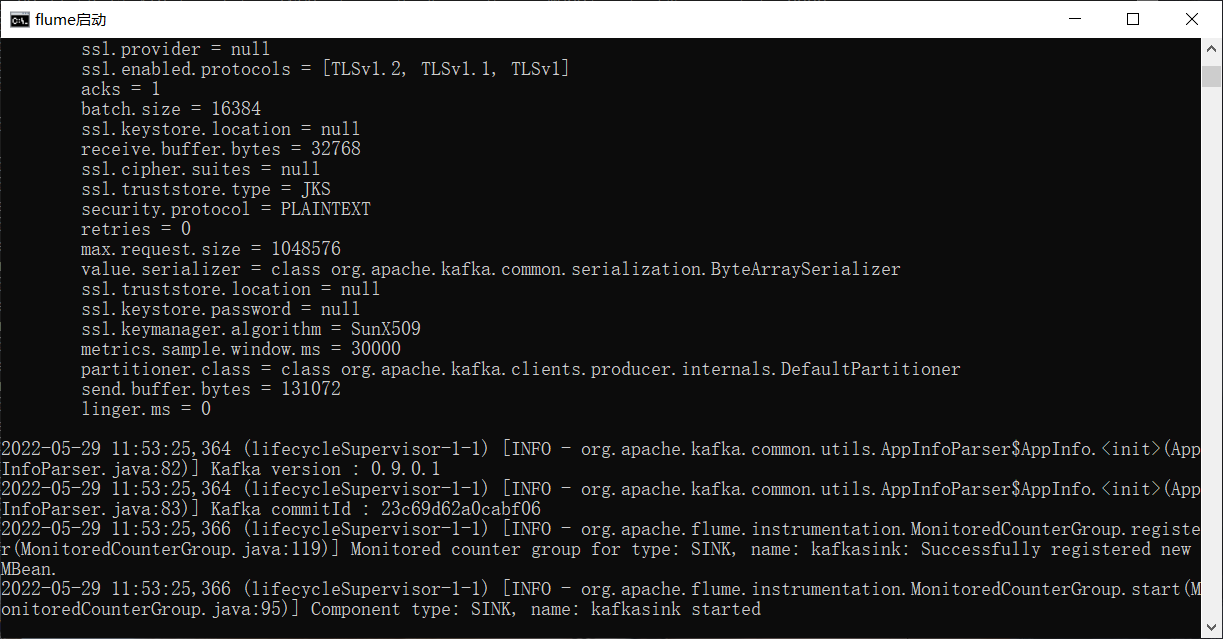 flume启动
ssl.provider = null
ssl.enabled.protocols = [TLSv1.2, TLSv1.1, TLSv1]
acks = 1
batch.size = 16384
ssl.keystore.location = null
receive.buffer.bytes = 32768
ssl.cipher.suites = null
ssl.truststore.type = JKS
security.protocol = PLAINTEXT
retries = 0
max.request.size = 1048576
value.serializer = class org.apache.kafka.common.serialization.ByteArraySerializer
ssl.truststore.location = null
ssl.keystore.password = null
ssl.keymanager.algorithm = SunX509
metrics.sample.window.ms = 30000
partitioner.class = class org.apache.kafka.clients.producer.internals.DefaultPartitioner
send.buffer.bytes = 131072
linger.ms = 0
2022-05-29 11:53:25,364 (lifecycleSupervisor-1-1) [INFO - org.apache.kafka.common.utils.AppInfoParser$AppInfo.<init>(App
InfoParser.java:82)] Kafka version : 0.9.0.1
2022-05-29 11:53:25,364 (lifecycleSupervisor-1-1) [INFO - org.apache.kafka.common.utils.AppInfoParser$AppInfo.<init>(App
InfoParser.java:83)] Kafka commitId : 23c69d62a0cabf06
2022-05-29 11:53:25,366 (lifecycleSupervisor-1-1) [INFO - org.apache.flume.instrumentation.MonitoredCounterGroup.registe
r(MonitoredCounterGroup.java:119)] Monitored counter group for type: SINK, name: kafkasink: Successfully registered new
MBean.
2022-05-29 11:53:25,366 (lifecycleSupervisor-1-1) [INFO - org.apache.flume.instrumentation.MonitoredCounterGroup.start(M
onitoredCounterGroup.java:95)] Component type: SINK, name: kafkasink started